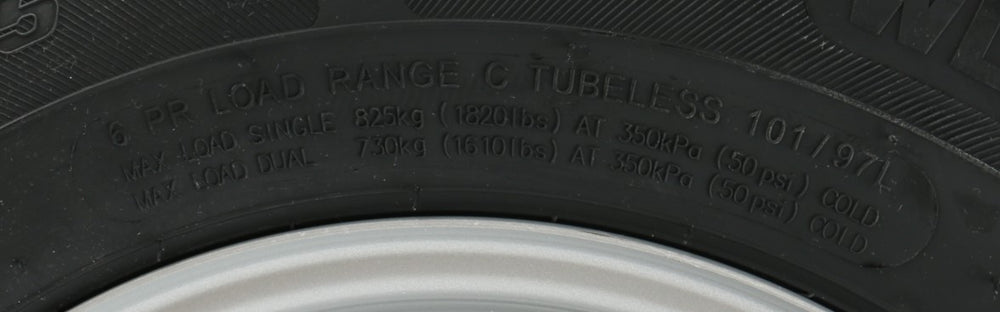 6 PR LOAD RANGE C TUBELESS 101/97L
MAX LOAD SINGLE 825kg (1820lbs) AT 350kPa (50psi) COLD
MAX LOAD DUAL 730kg (1610lbs) AT 350kPa (50psi) COLD